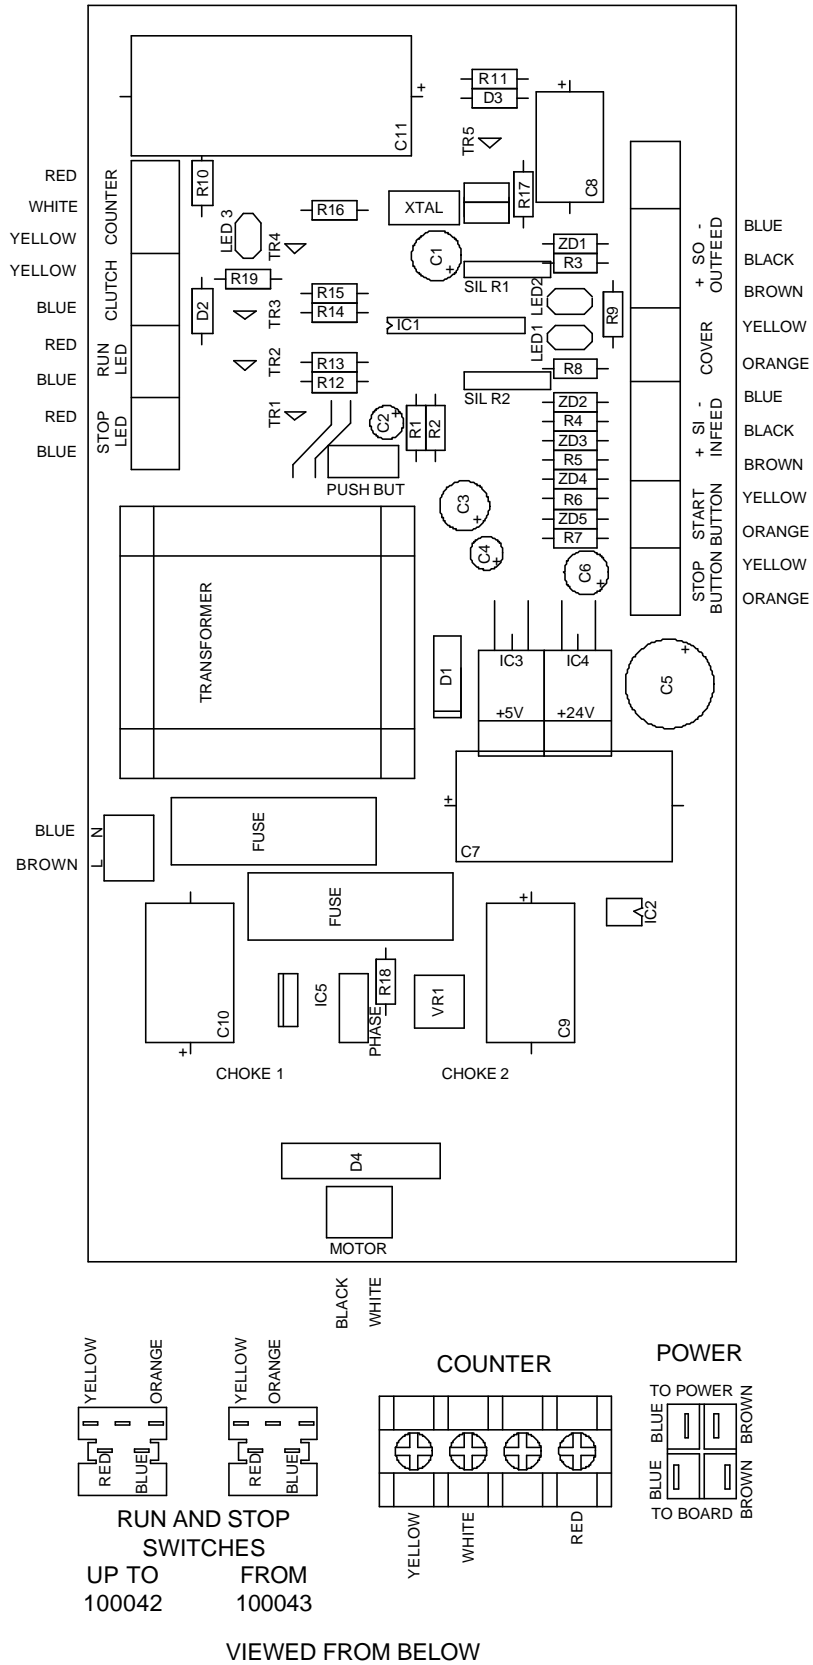 R11
D3
C11
TR5
C8
R10
R17
RED
COUNTER
WHITE
YELLOW
XTAL
R16
LED 3
TR4
C1
ZD1
R3
SO
+ -
OUTFEED
BLUE
BLACK
BROWN
YELLOW
CLUTCH
BLUE
D2
R19
TR3
R15
R14
SIL R1
LED2
R9
IC1
LED1
COVER
YELLOW
ORANGE
RED
RUN
LED
BLUE
TR2
R13
R12
R8
SIL R2
RED
STOP
LED
BLUE
TR1
C2
R1
R2
ZD2
R4
ZD3
R5
ZD4
R6
ZD5
R7
+ SI -
INFEED
BLUE
BLACK
BROWN
PUSH BUT
C3
C4
C6
START
BUTTON
YELLOW
ORANGE
STOP
BUTTON
YELLOW
ORANGE
TRANSFORMER
D1
IC3
IC4
+5V
+24V
C5
C7
BLUE
N
BROWN
L
FUSE
FUSE
IC2
C10
IC5
PHASE
R18
VR1
C9
CHOKE 1
CHOKE 2
D4
MOTOR
BLACK
WHITE
YELLOW
ORANGE
RED
BLUE
YELLOW
ORANGE
RED
BLUE
RUN AND STOP
SWITCHES
UP TO
100042
FROM
100043
COUNTER
YELLOW
WHITE
RED
POWER
TO POWER
BLUE
BROWN
BLUE
BROWN
TO BOARD
VIEWED FROM BELOW